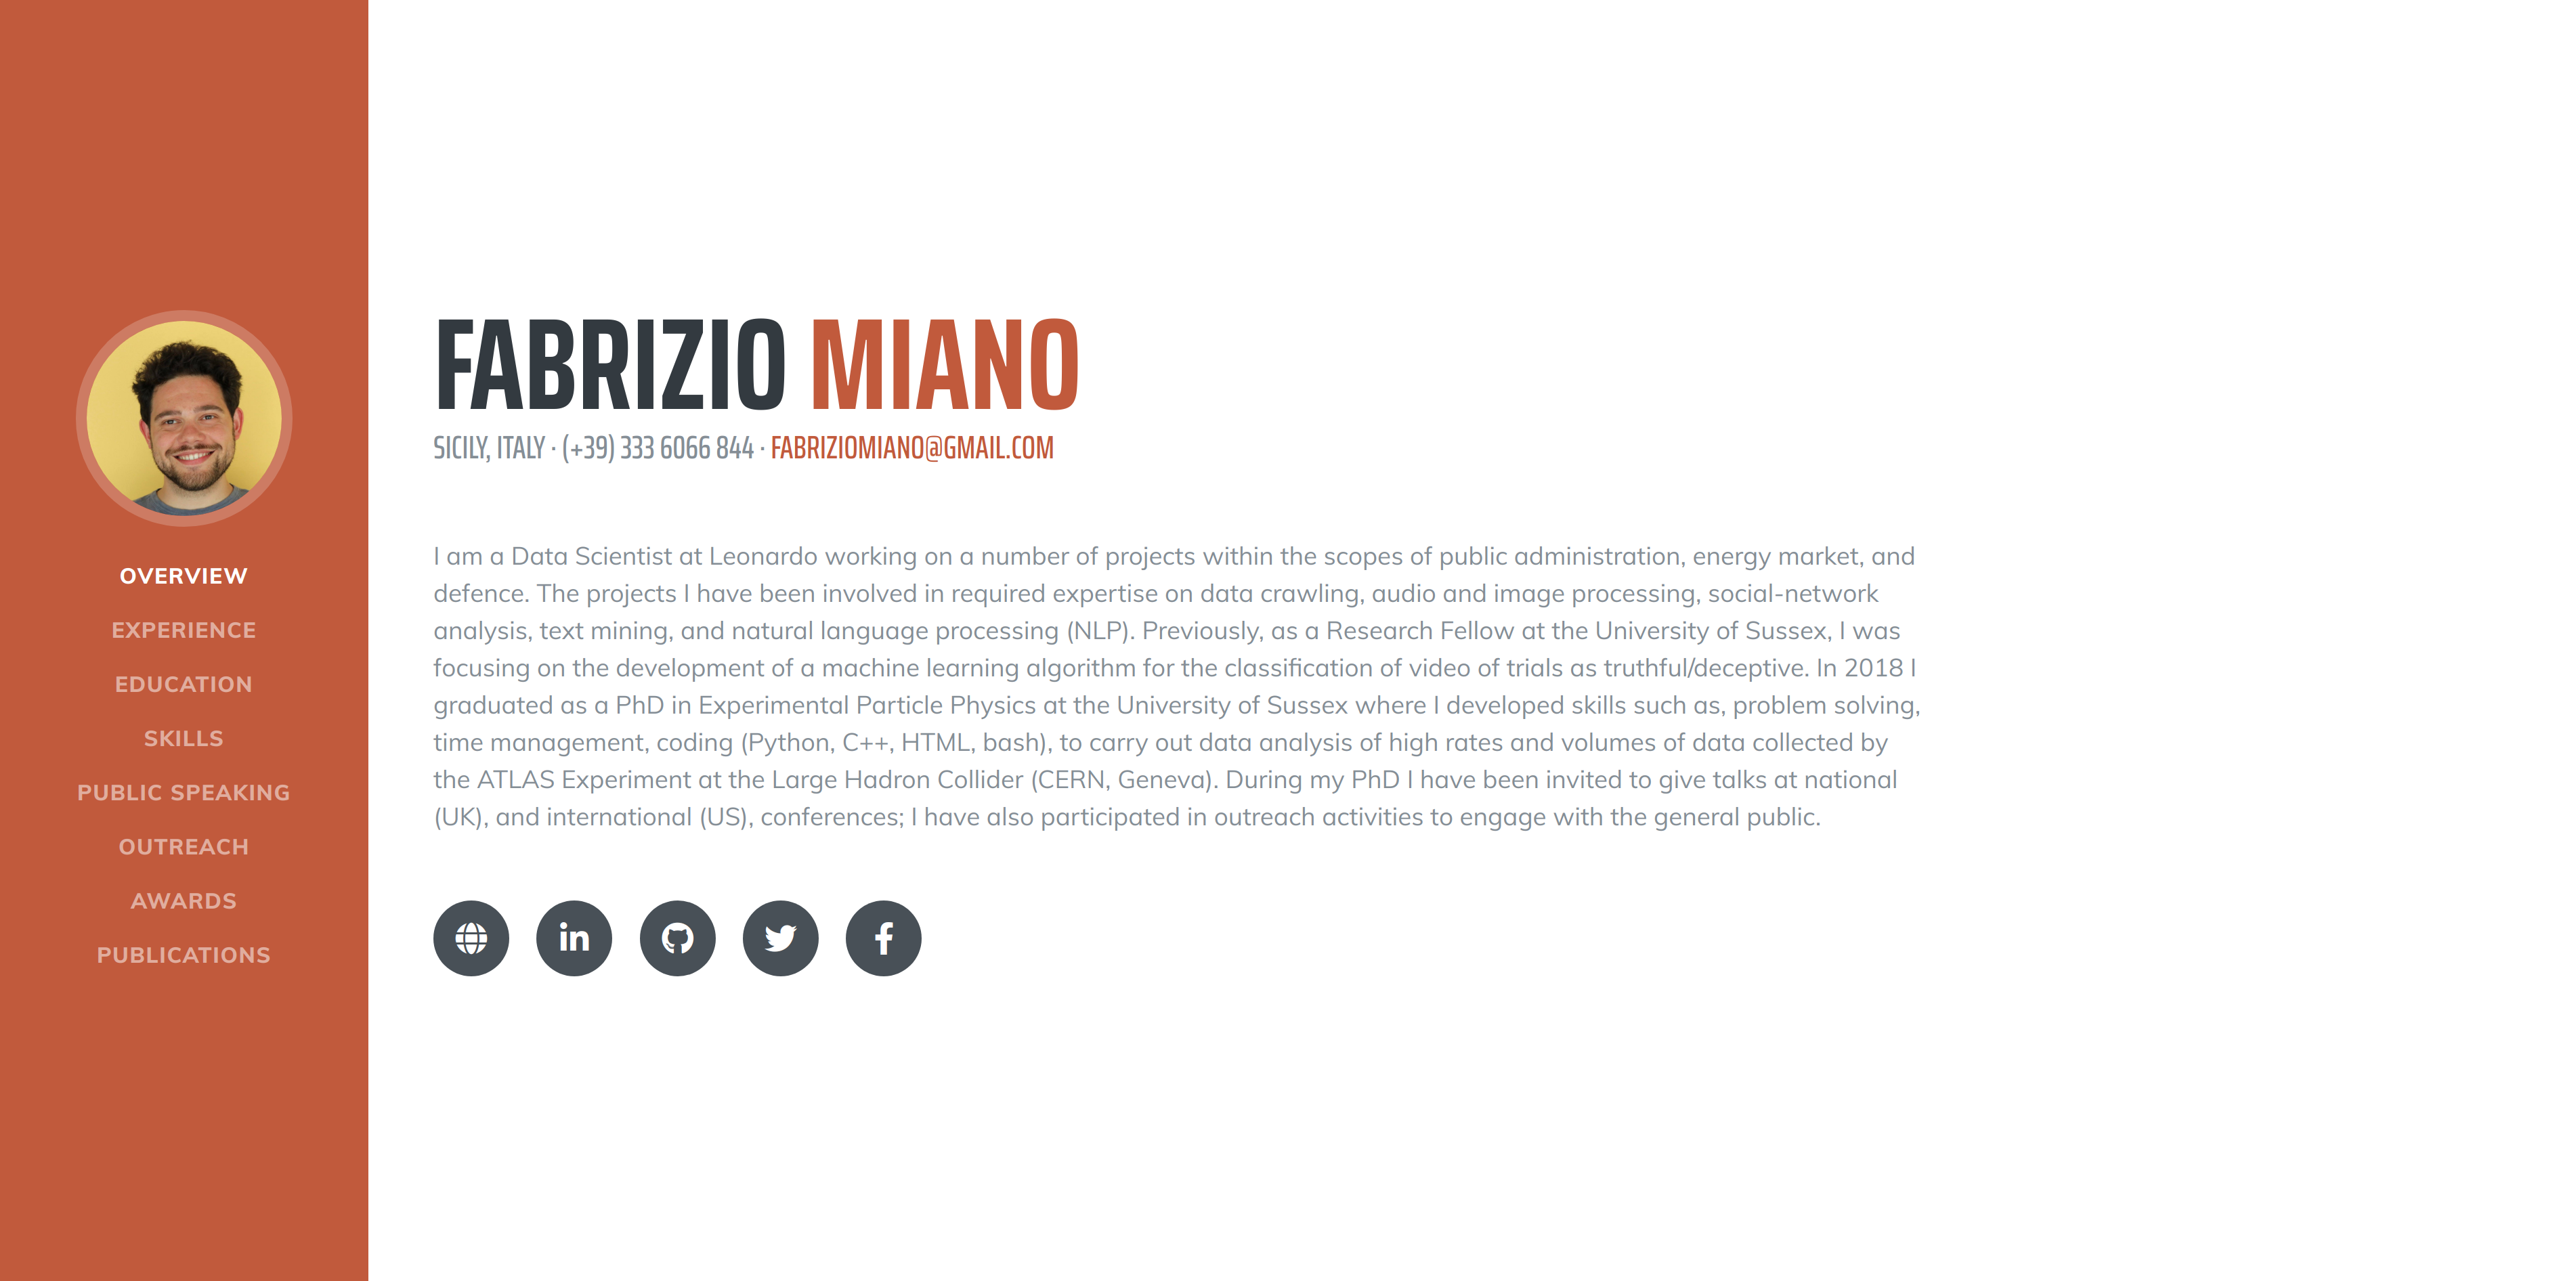 OVERVIEW
EXPERIENCE
EDUCATION
SKILLS
PUBLIC SPEAKING
OUTREACH
AWARDS
PUBLICATIONS
FABRIZIO MIANO
SICILY, ITALY · (+39) 333 6066 844 · FABRIZIOMIANO@GMAIL.COM
I am a Data Scientist at Leonardo working on a number of projects within the scopes of public administration, energy market, and
defence. The projects I have been involved in required expertise on data crawling, audio and image processing, social-network
analysis, text mining, and natural language processing (NLP). Previously, as a Research Fellow at the University of Sussex, I was
focusing on the development of a machine learning algorithm for the classification of video of trials as truthful/deceptive. In 2018 I
graduated as a PhD in Experimental Particle Physics at the University of Sussex where I developed skills such as, problem solving,
time management, coding (Python, C++, HTML, bash), to carry out data analysis of high rates and volumes of data collected by
the ATLAS Experiment at the Large Hadron Collider (CERN, Geneva). During my PhD I have been invited to give talks at national
(UK), and international (US), conferences; I have also participated in outreach activities to engage with the general public.